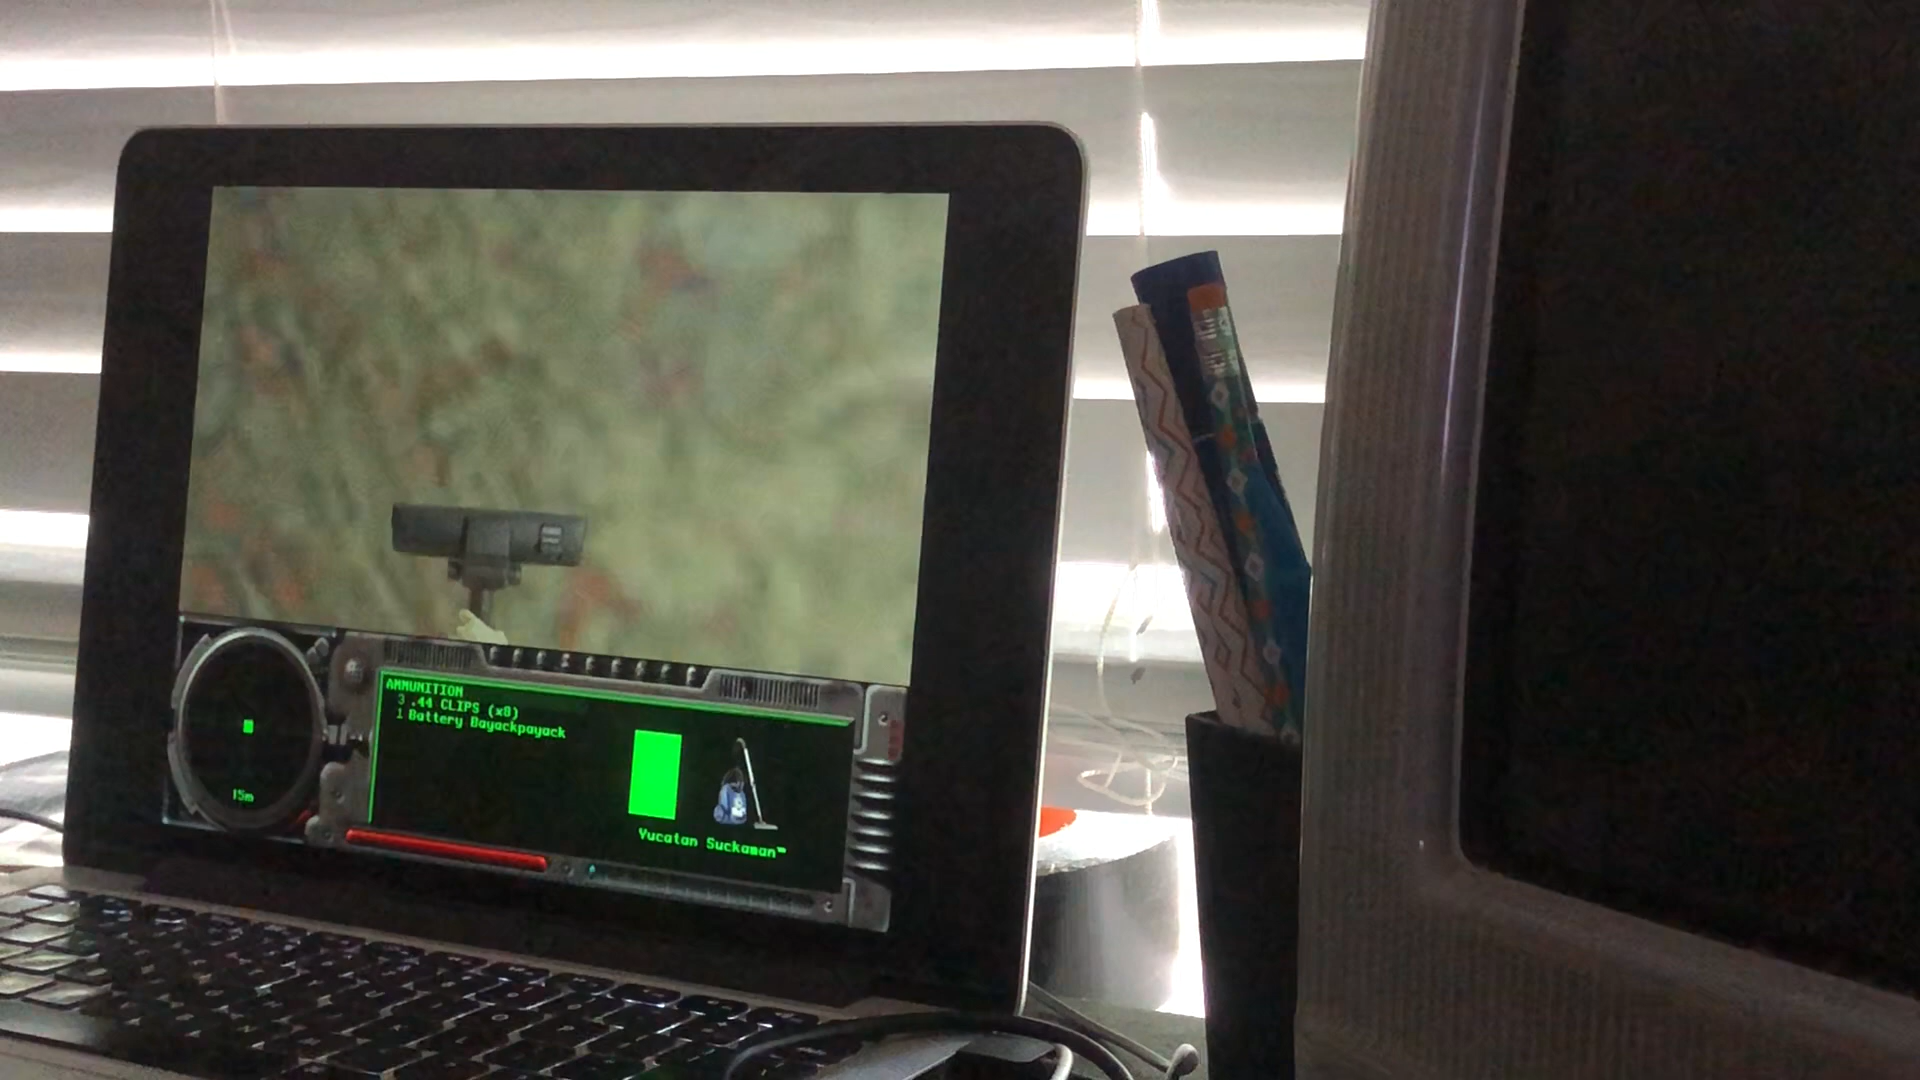 AMMUNITION
3 .44 CLIPS (x8)
1 Battery Bayackpayack
15m
Yucatan Suckaman™